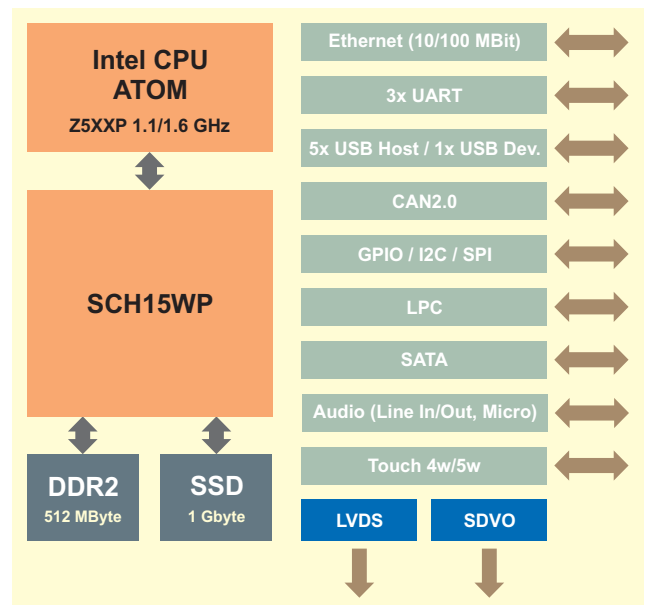 Intel CPU
ATOM
Z5XXP 1.1/1.6 GHz
SCH15WP
DDR2
512 MByte
SSD
1 Gbyte
Ethernet (10/100 MBit)
3x UART
5x USB Host / 1x USB Dev.
CAN2.0
GPIO / I2C / SPI
LPC
SATA
Audio (Line In/Out, Micro)
Touch 4w/5w
LVDS
SDVO